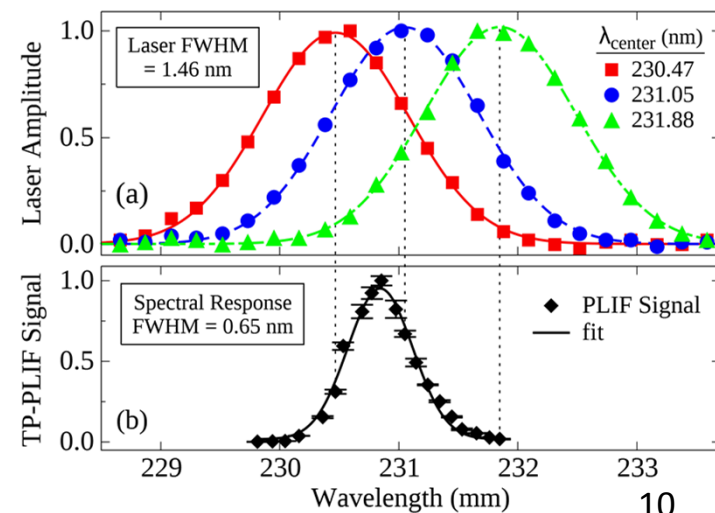 Laser Amplitude
1.0
0.5
0.0
Laser FWHM
= 1.46 nm
λcenter (nm)
230.47
231.05
231.88
(a)
TP-PLIF Signal
1.0
0.5
0.0
Spectral Response
FWHM = 0.65 nm
PLIF Signal
fit
(b)
229 230 231 232 233
Wavelength (mm)
10